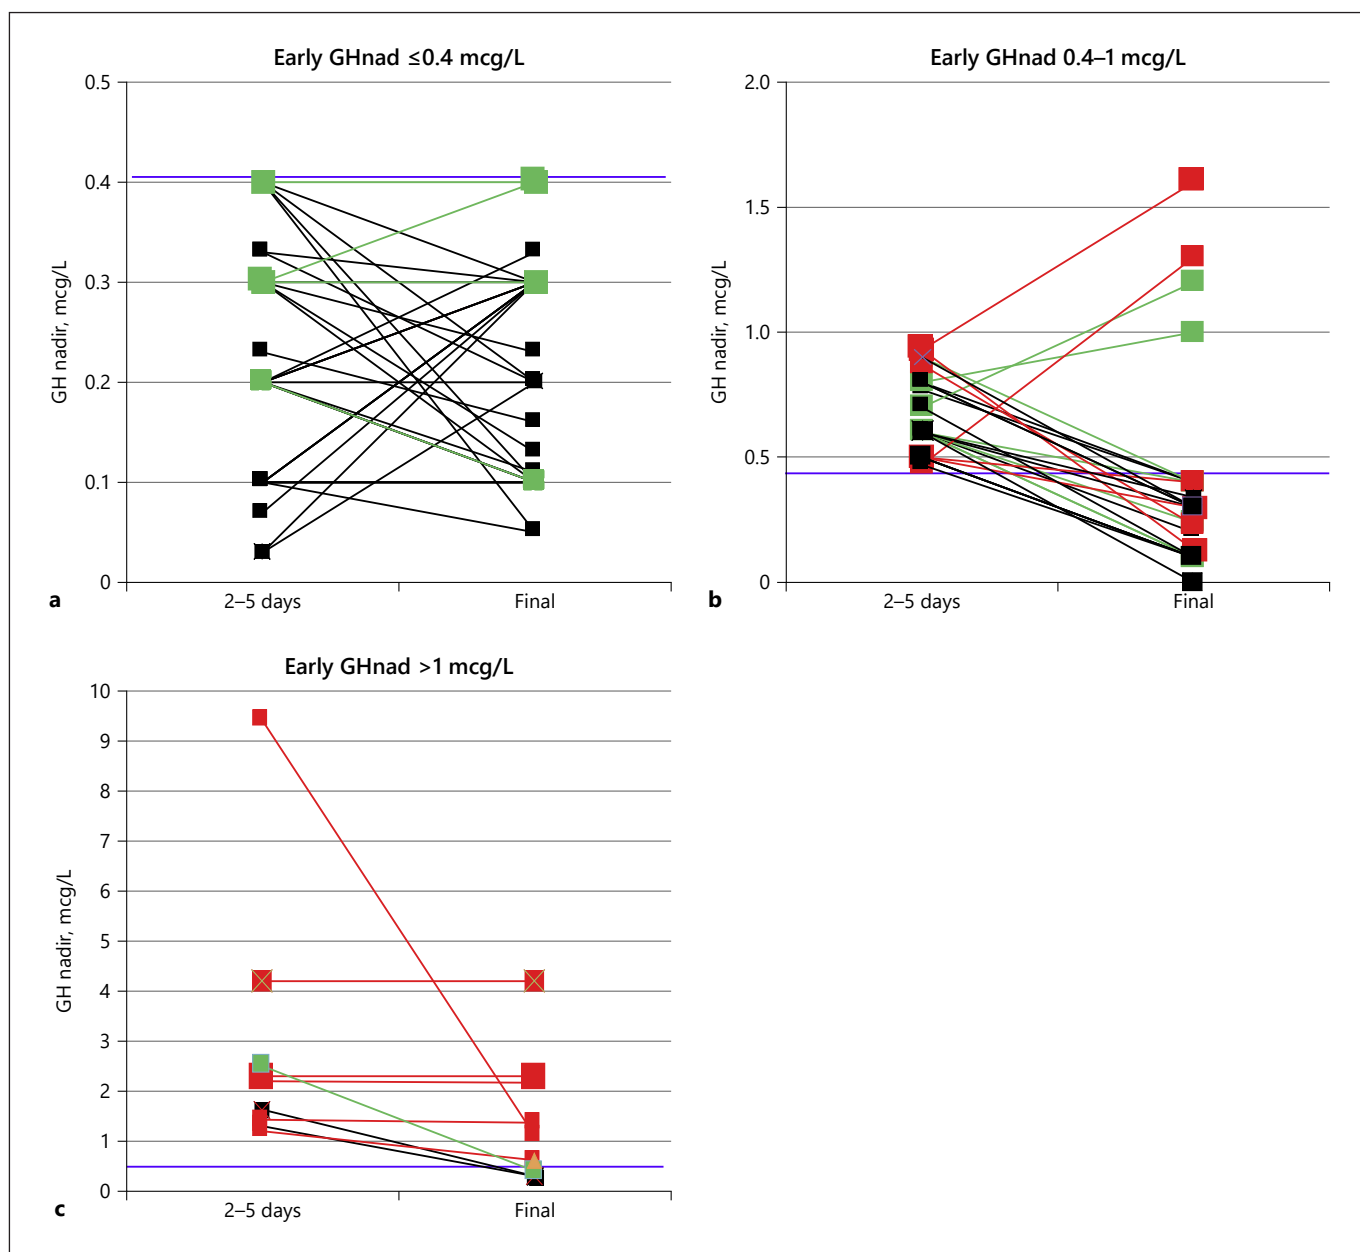 Early GHnad ≤0.4 mcg/L
0.5
0.4
0.3
0.2
0.1
0
GH nadir, mcg/L
2–5 days
Final
a
Early GHnad 0.4–1 mcg/L
2.0
1.5
1.0
0.5
0
GH nadir, mcg/L
2–5 days
Final
b
Early GHnad >1 mcg/L
10
9
8
7
6
5
4
3
2
1
0
GH nadir, mcg/L
2–5 days
Final
c